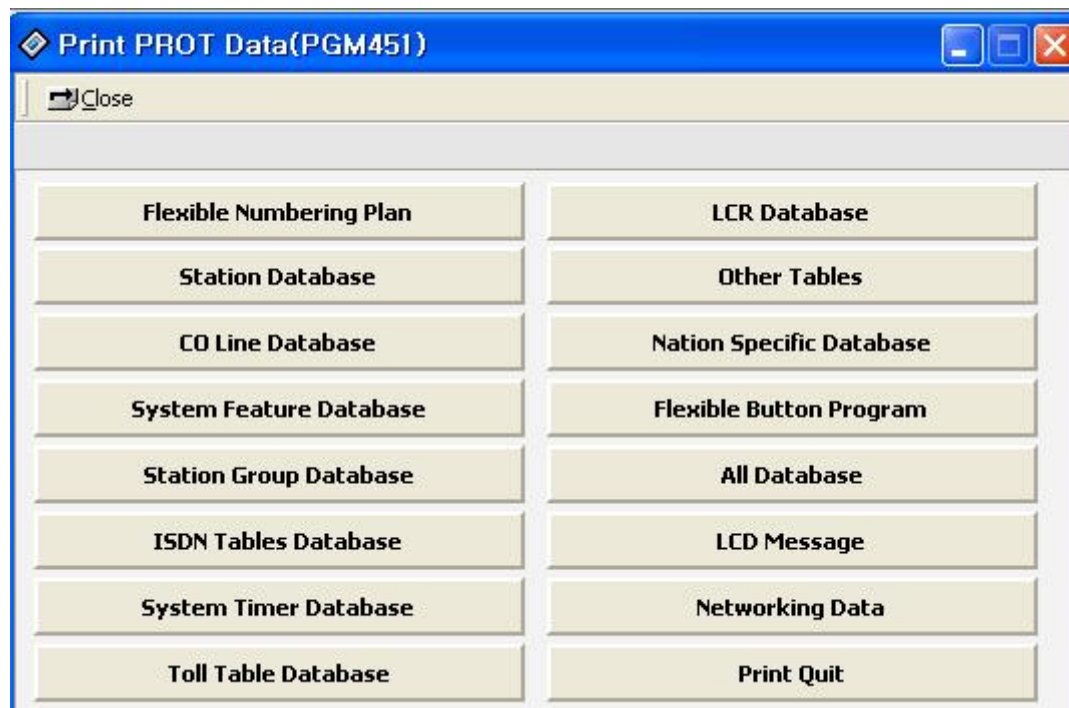 Print PROT Data(PGM451)
Close
Flexible Numbering Plan
LCR Database
Station Database
Other Tables
CO Line Database
Nation Specific Database
System Feature Database
Flexible Button Program
Station Group Database
All Database
ISDN Tables Database
LCD Message
System Timer Database
Networking Data
Toll Table Database
Print Quit